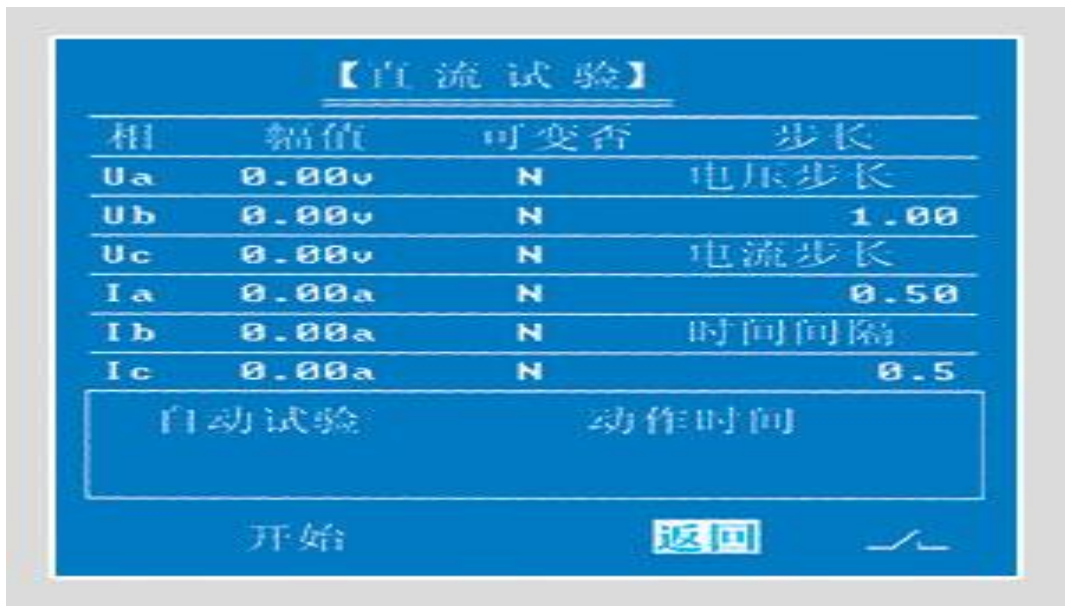 【直流试验】
相 幅值 可变否 步长
Ua 0.00v N 电压步长
Ub 0.00v N 1.00
Uc 0.00v N 电流步长
Ia 0.00a N 0.50
Ib 0.00a N 时间间隔
Ic 0.00a N 0.5
自动试验 动作时间
开始 返回